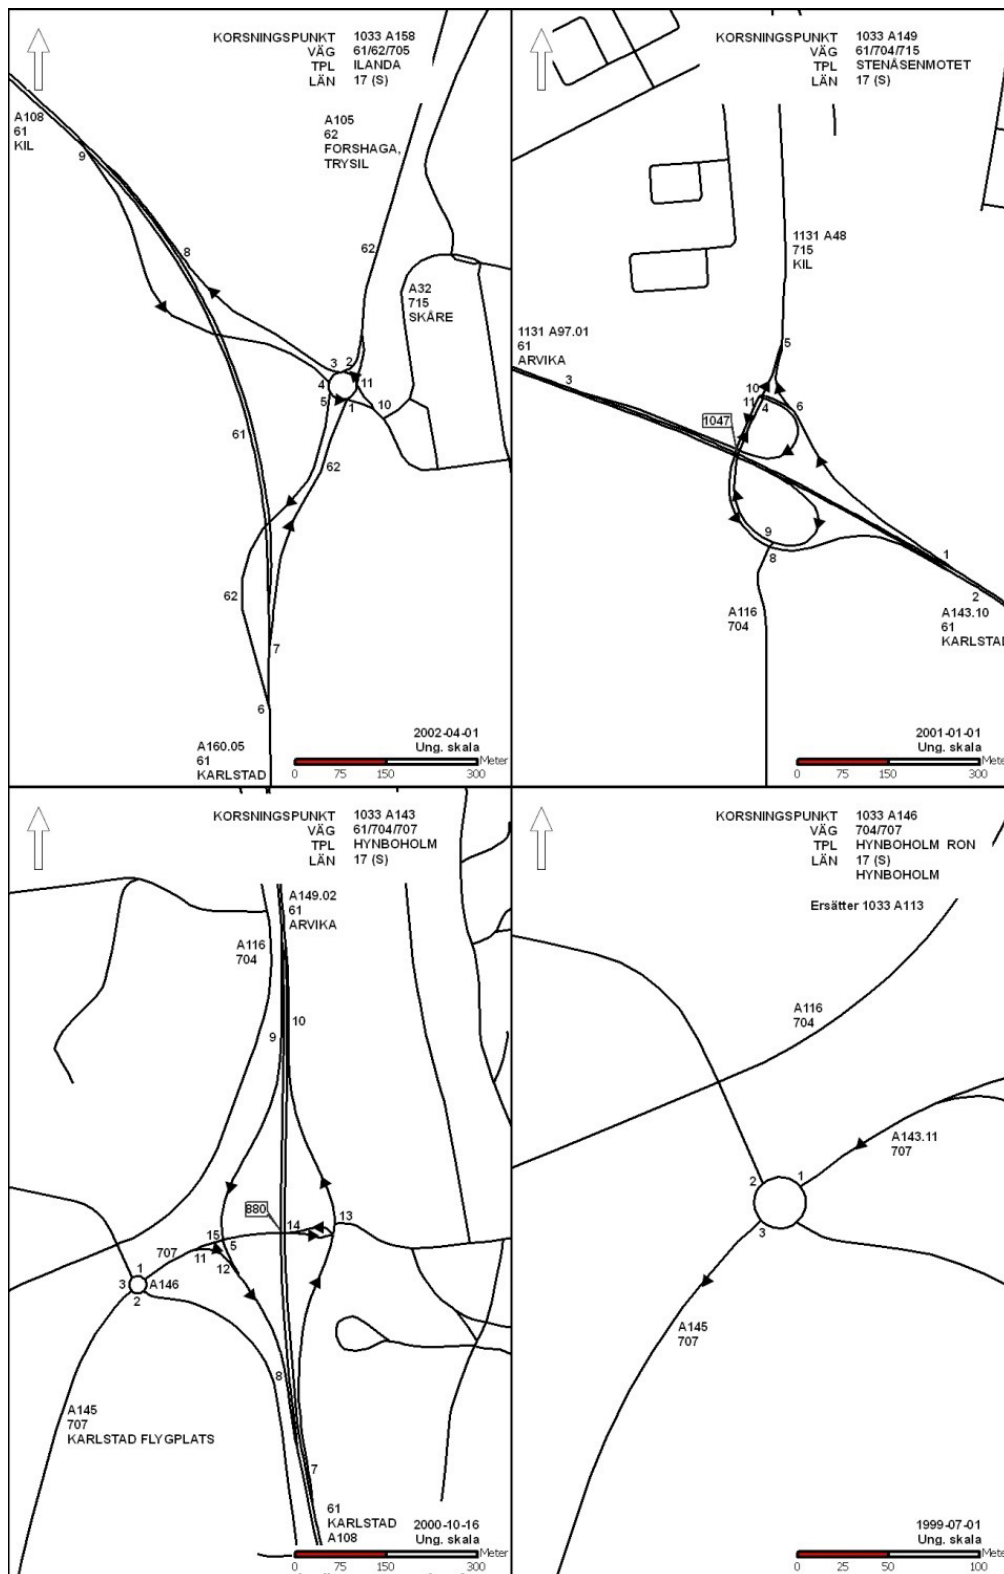 KORSNINGSPUNKT 1033 A158
VÄG 61/62/705
TPL ILANDA
LÄN 17 (S)
A108
61
KIL
A105
62
FORSHAGA,
TRYSIL
9
8
62
A32
715
SKÅRE
3 2
4 11
5 1 10
61
62
62
7
6
A160.05
61
KARLSTAD
2002-04-01
Ung. skala
Meter
0 75 150 300
KORSNINGSPUNKT 1033 A149
VÄG 61/704/715
TPL STENÅSENMOTET
LÄN 17 (S)
1131 A48
715
KIL
1131 A97.01
61
ARVIKA
3
5
10
11 4 6
1047
9
8
1
2
A116
704
A143.10
61
KARLSTAD
2001-01-01
Ung. skala
Meter
0 75 150 300
KORSNINGSPUNKT 1033 A143
VÄG 61/704/707
TPL HYNBOHOLM
LÄN 17 (S)
A149.02
61
ARVIKA
A116
704
10
9
880
13
14
15
5
707
11
12
1
3 A146
2
8
A145
707
KARLSTAD FLYGPLATS
7
61
KARLSTAD
A108
2000-10-16
Ung. skala
Meter
0 75 150 300
KORSNINGSPUNKT 1033 A146
VÄG 704/707
TPL HYNBOHOLM RON
LÄN 17 (S)
HYNBOHOLM
Ersätter 1033 A113
A116
704
A143.11
707
1
2
3
A145
707
1999-07-01
Ung. skala
Meter
0 25 50 100